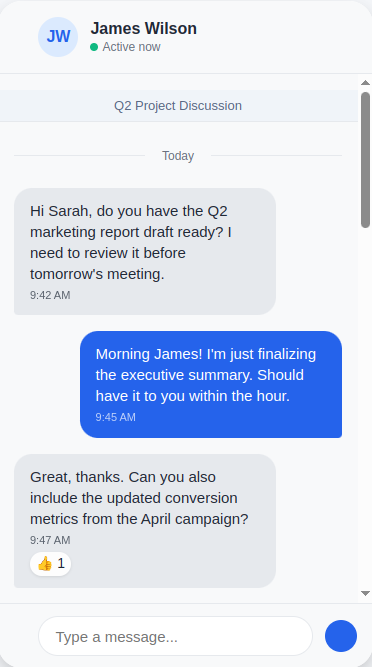 JW
James Wilson
Active now
Q2 Project Discussion
Today
Hi Sarah, do you have the Q2
marketing report draft ready? I
need to review it before
tomorrow's meeting.
9:42 AM
Morning James! I'm just finalizing
the executive summary. Should
have it to you within the hour.
9:45 AM
Great, thanks. Can you also
include the updated conversion
metrics from the April campaign?
9:47 AM
👍 1
Type a message...